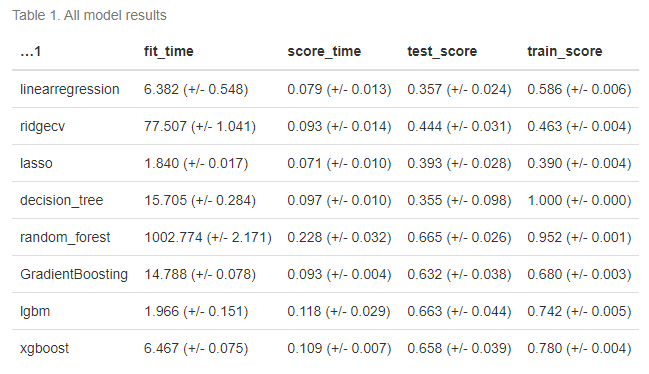 Table 1. All model results
...1 fit_time score_time test_score train_score
linearregression 6.382 (+/- 0.548) 0.079 (+/- 0.013) 0.357 (+/- 0.024) 0.586 (+/- 0.006)
ridgecv 77.507 (+/- 1.041) 0.093 (+/- 0.014) 0.444 (+/- 0.031) 0.463 (+/- 0.004)
lasso 1.840 (+/- 0.017) 0.071 (+/- 0.010) 0.393 (+/- 0.028) 0.390 (+/- 0.004)
decision_tree 15.705 (+/- 0.284) 0.097 (+/- 0.010) 0.355 (+/- 0.098) 1.000 (+/- 0.000)
random_forest 1002.774 (+/- 2.171) 0.228 (+/- 0.032) 0.665 (+/- 0.026) 0.952 (+/- 0.001)
GradientBoosting 14.788 (+/- 0.078) 0.093 (+/- 0.004) 0.632 (+/- 0.038) 0.680 (+/- 0.003)
lgbm 1.966 (+/- 0.151) 0.118 (+/- 0.029) 0.663 (+/- 0.044) 0.742 (+/- 0.005)
xgboost 6.467 (+/- 0.075) 0.109 (+/- 0.007) 0.658 (+/- 0.039) 0.780 (+/- 0.004)